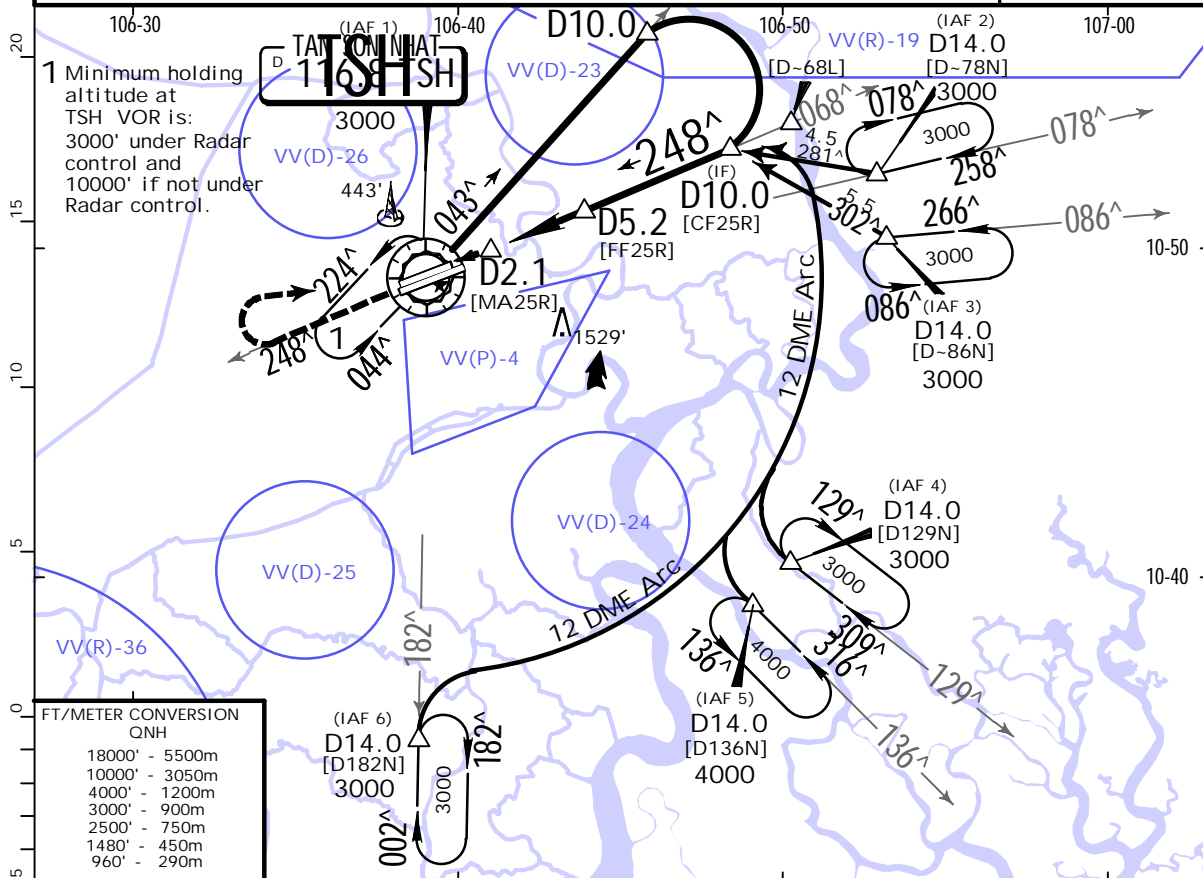 106-30
106-40
106-50
107-00
20
15
10
5
0
5
10-50
10-40
(IAF 1)
TAN SON NHAT
D 116.8 TSH
TSH
3000
1 Minimum holding
altitude at
TSH VOR is:
3000' under Radar
control and
10000' if not under
Radar control.
VV(D)-26
443'
VV(D)-23
D10.0
043^
248^
(IF)
D10.0
[CF25R]
D5.2
[FF25R]
D2.1
[MA25R]
224^
248^
044^
1
VV(P)-4
1529'
VV(R)-19
[D~68L]
068^
4.5
281^
5.5
302^
(IAF 2)
D14.0
[D~78N]
3000
078^
3000
258^
078^
266^
3000
086^
086^
(IAF 3)
D14.0
[D~86N]
3000
12 DME Arc
12 DME Arc
VV(D)-24
VV(D)-25
VV(R)-36
(IAF 4)
D14.0
[D129N]
3000
129^
3000
309^
129^
136^
4000
316^
136^
(IAF 5)
D14.0
[D136N]
4000
182^
(IAF 6)
D14.0
[D182N]
3000
182^
3000
002^
FT/METER CONVERSION
QNH
18000' - 5500m
10000' - 3050m
4000' - 1200m
3000' - 900m
2500' - 750m
1480' - 450m
960' - 290m